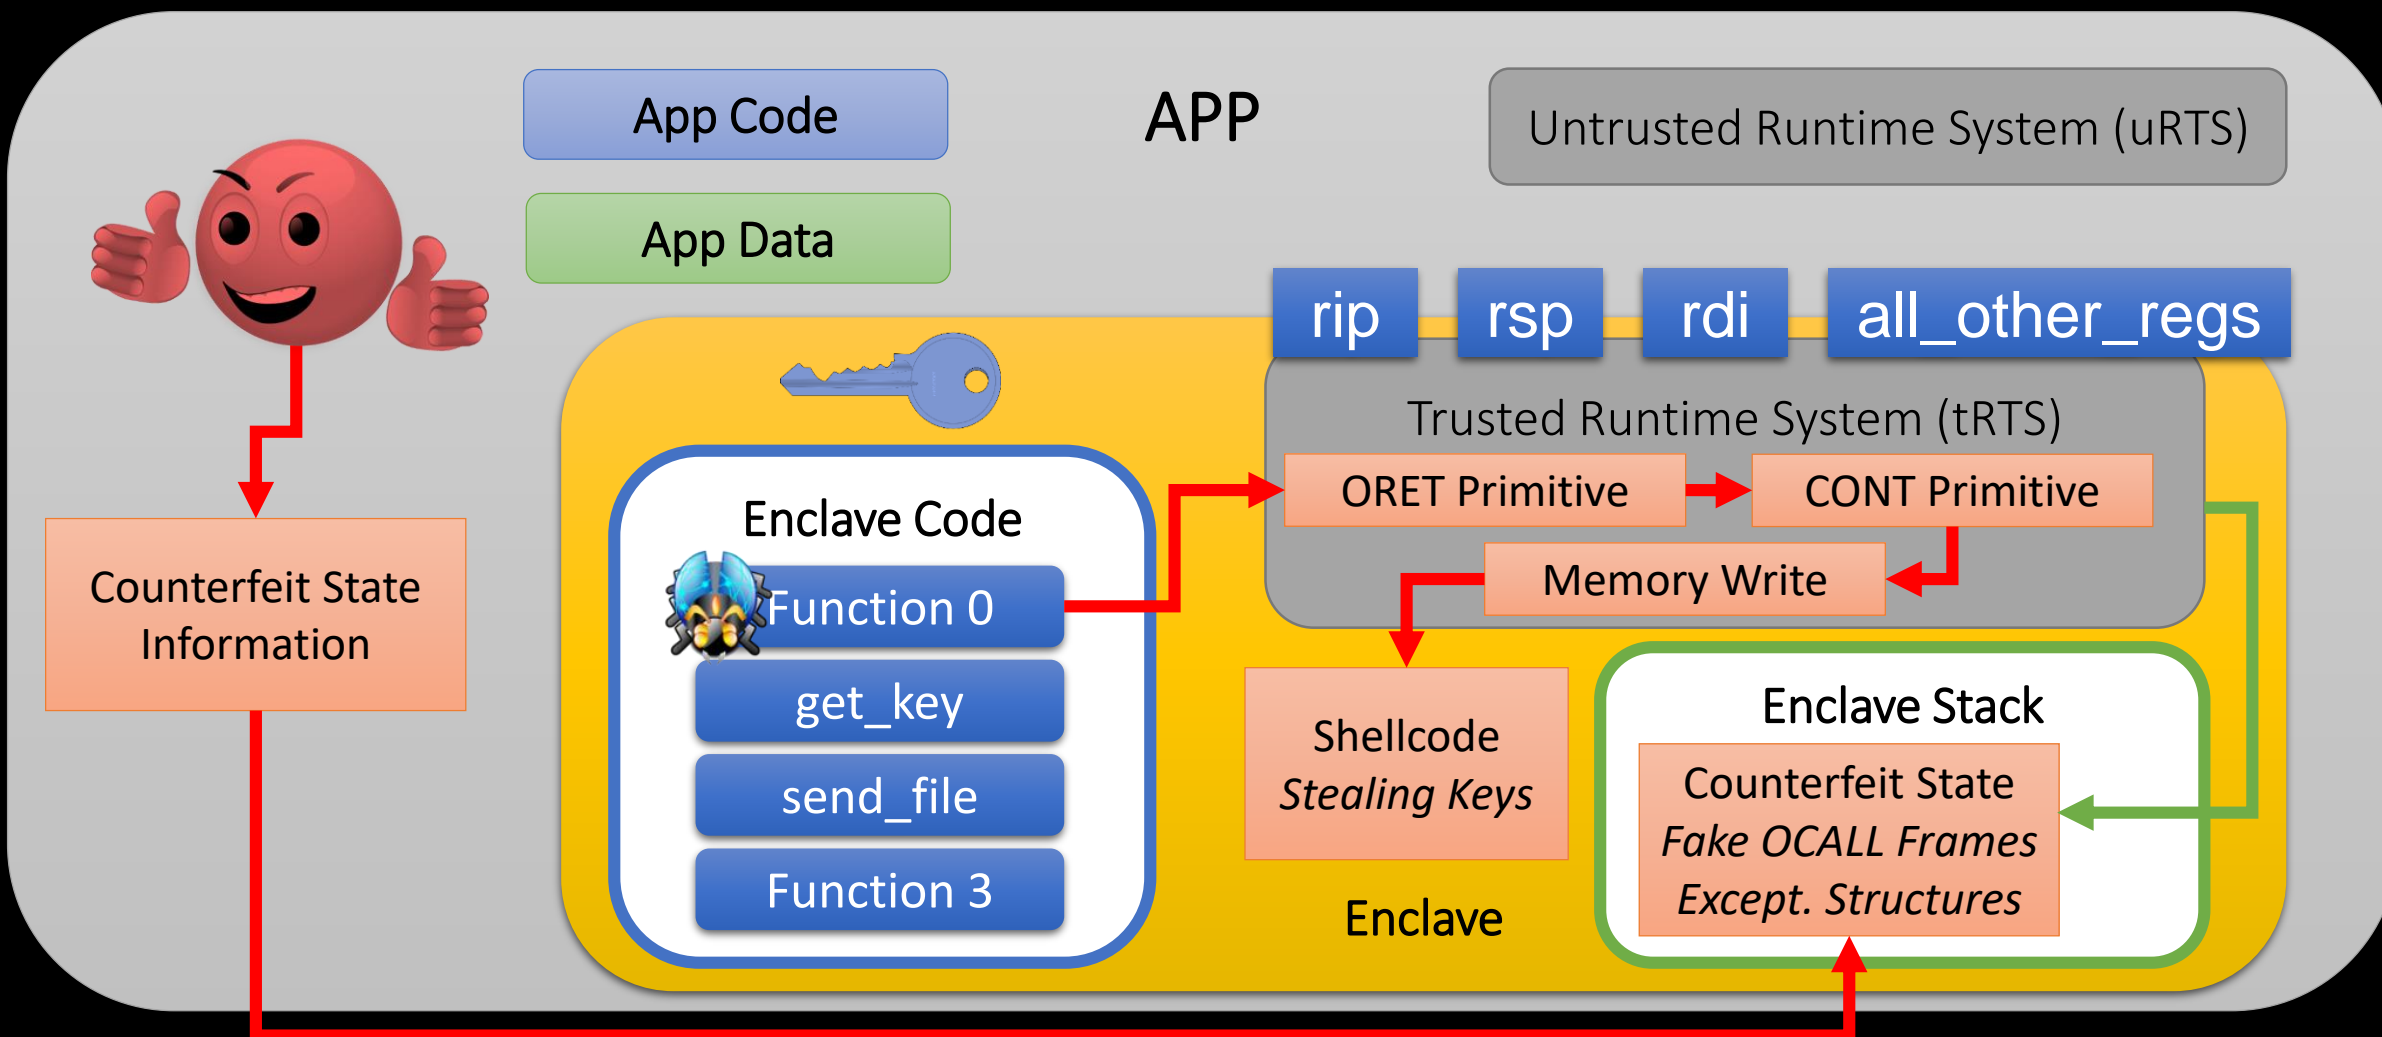 App Code
APP
Untrusted Runtime System (uRTS)
App Data
rip
rsp
rdi
all_other_regs
Trusted Runtime System (tRTS)
ORET Primitive
CONT Primitive
Memory Write
Enclave Code
Function 0
get_key
send_file
Function 3
Counterfeit State
Information
Shellcode
Stealing Keys
Enclave
Enclave Stack
Counterfeit State
Fake OCALL Frames
Except. Structures